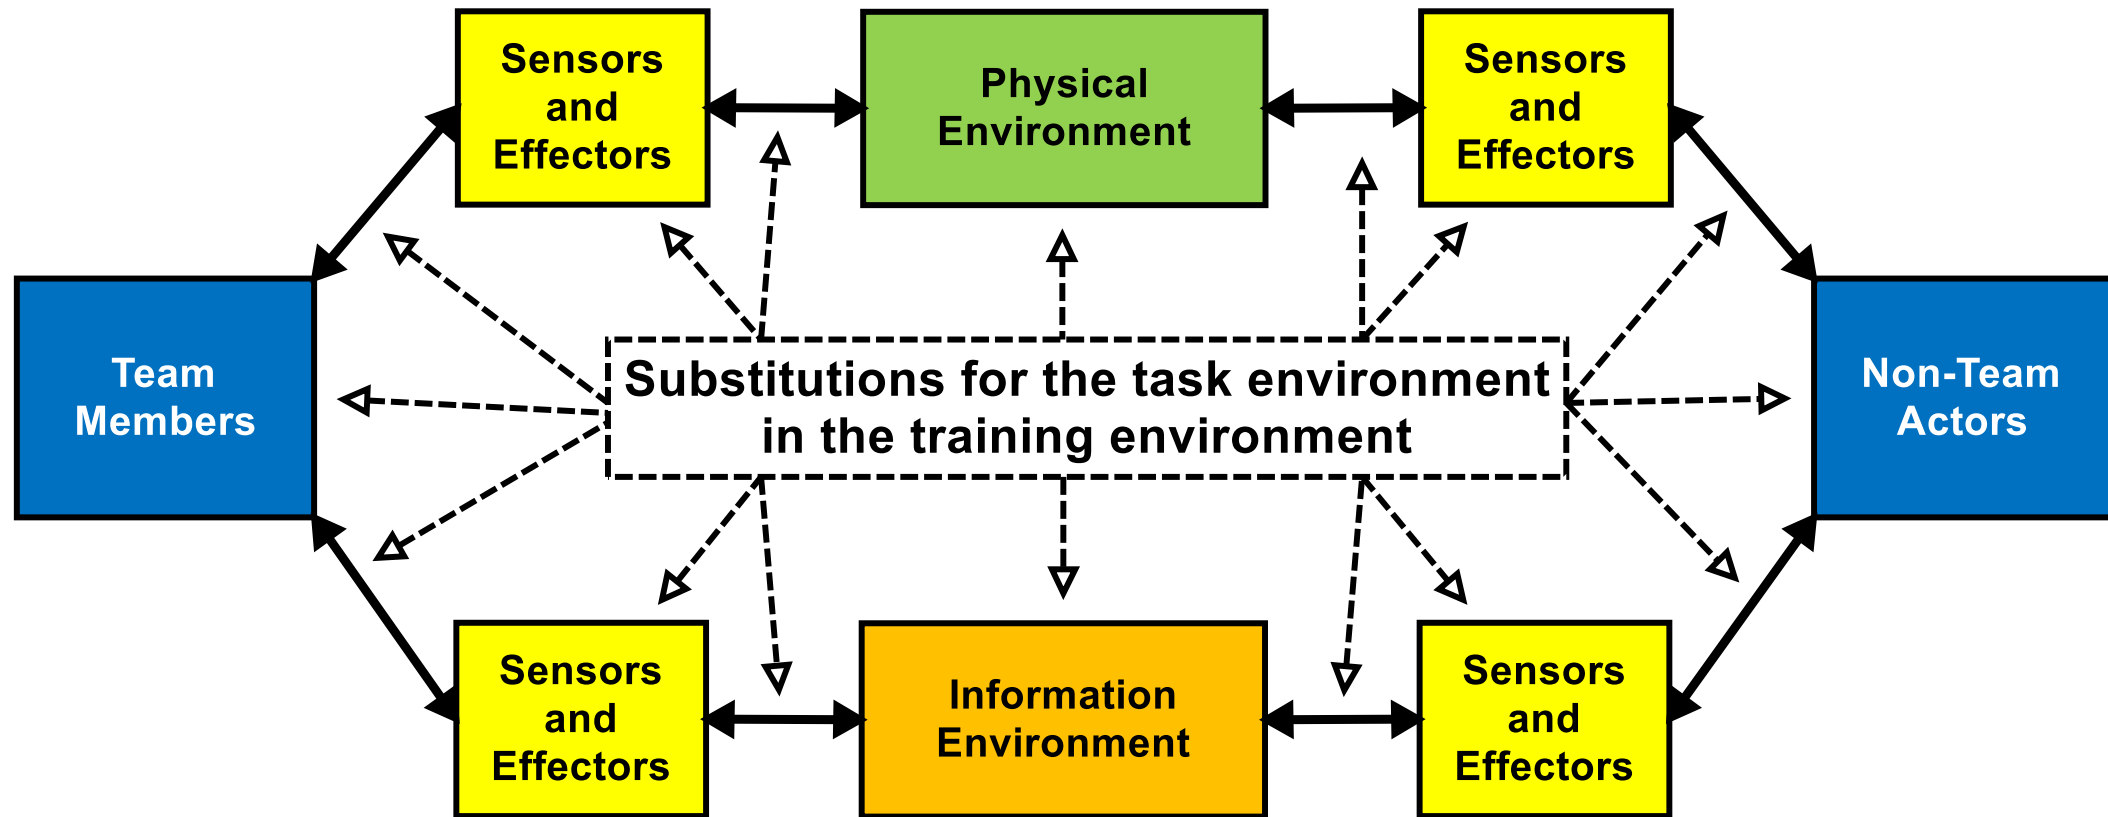 Sensors
and
Effectors
Physical
Environment
Sensors
and
Effectors
Team
Members
Substitutions for the task environment
in the training environment
Non-Team
Actors
Sensors
and
Effectors
Information
Environment
Sensors
and
Effectors